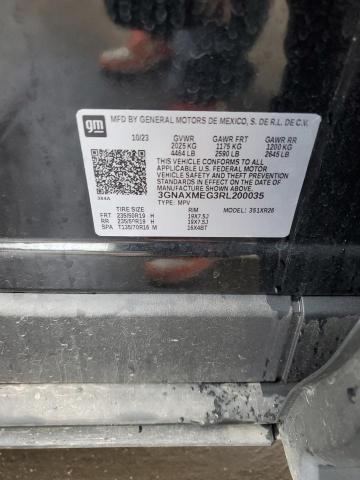 gm
MFD BY GENERAL MOTORS DE MEXICO, S. DE R.L. DE C.V.
10/23 GVWR GAWR FRT GAWR RR
2025 KG 1175 KG 1200 KG
4464 LB 2590 LB 2645 LB
THIS VEHICLE CONFORMS TO ALL
APPLICABLE U.S. FEDERAL MOTOR
VEHICLE SAFETY, BUMPER, AND THEFT
PREVENTION STANDARDS IN EFFECT ON
THE DATE OF MANUFACTURE SHOWN ABOVE.
3GNAXMEG3RL200035
TYPE: MPV MODEL: 3S1XR26
RIM
FRT 235/50R19 H 19X7.5J
RR 235/50R19 H 19X7.5J
SPA T135/70R16 M 16X4BT